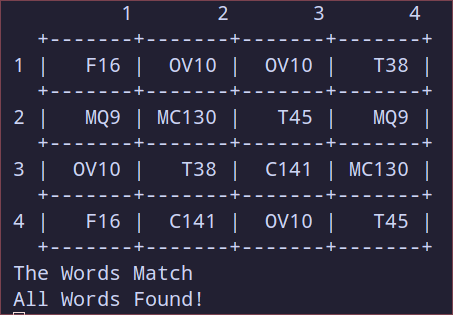 1       2       3       4
  +-------+-------+-------+-------+
1 |   F16 |  OV10 |  OV10 |   T38 |
  +-------+-------+-------+-------+
2 |   MQ9 | MC130 |   T45 |   MQ9 |
  +-------+-------+-------+-------+
3 |  OV10 |   T38 |  C141 | MC130 |
  +-------+-------+-------+-------+
4 |   F16 |  C141 |  OV10 |   T45 |
  +-------+-------+-------+-------+
The Words Match
All Words Found!